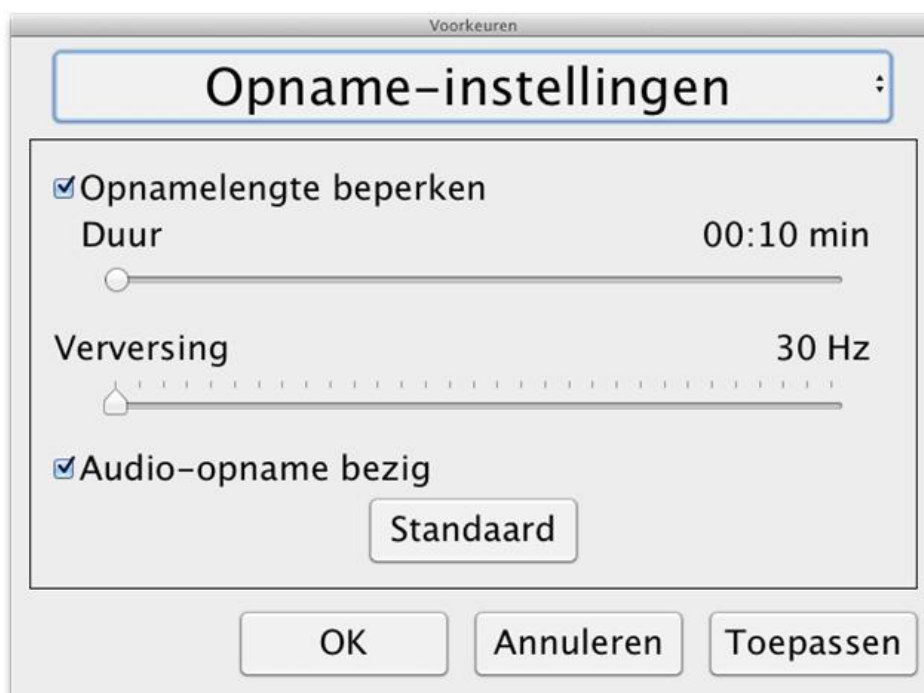 Voorkeuren
Opname-instellingen
Opnamelengte beperken
Duur 00:10 min
Verversing 30 Hz
Audio-opname bezig
Standaard
OK Annuleren Toepassen